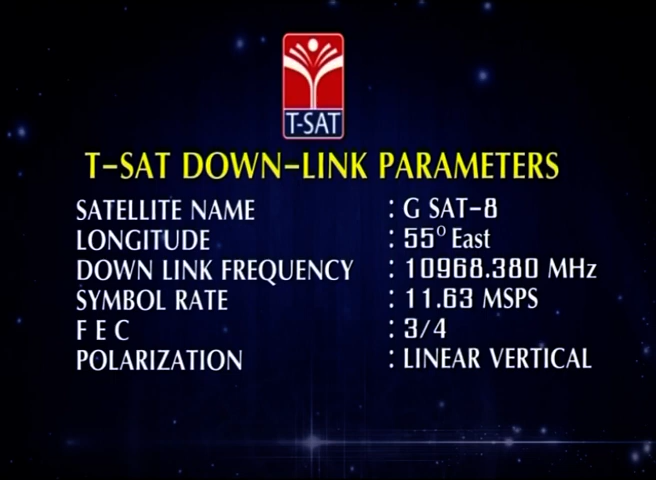 T-SAT
T-SAT DOWN-LINK PARAMETERS
SATELLITE NAME : G SAT-8
LONGITUDE : 55° East
DOWN LINK FREQUENCY : 10968.380 MHz
SYMBOL RATE : 11.63 MSPS
F E C : 3/4
POLARIZATION : LINEAR VERTICAL